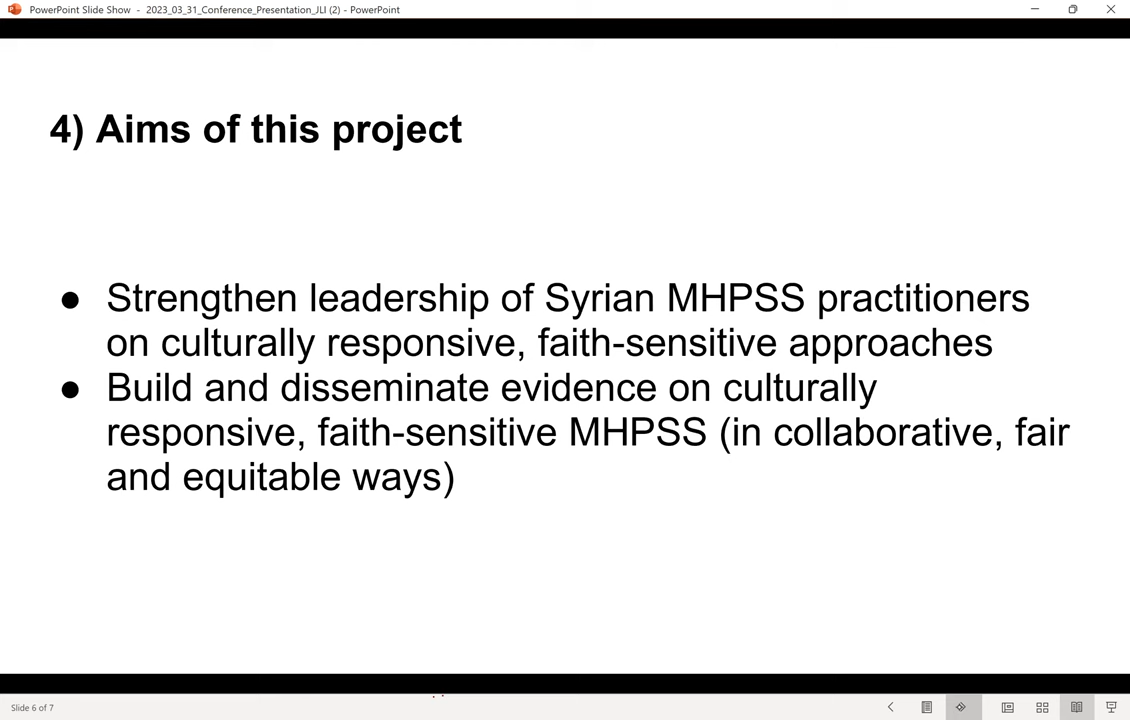 PowerPoint Slide Show - 2023_03_31_Conference_Presentation_JLI (2) - PowerPoint
4) Aims of this project
● Strengthen leadership of Syrian MHPSS practitioners
on culturally responsive, faith-sensitive approaches
● Build and disseminate evidence on culturally
responsive, faith-sensitive MHPSS (in collaborative, fair
and equitable ways)
Slide 6 of 7